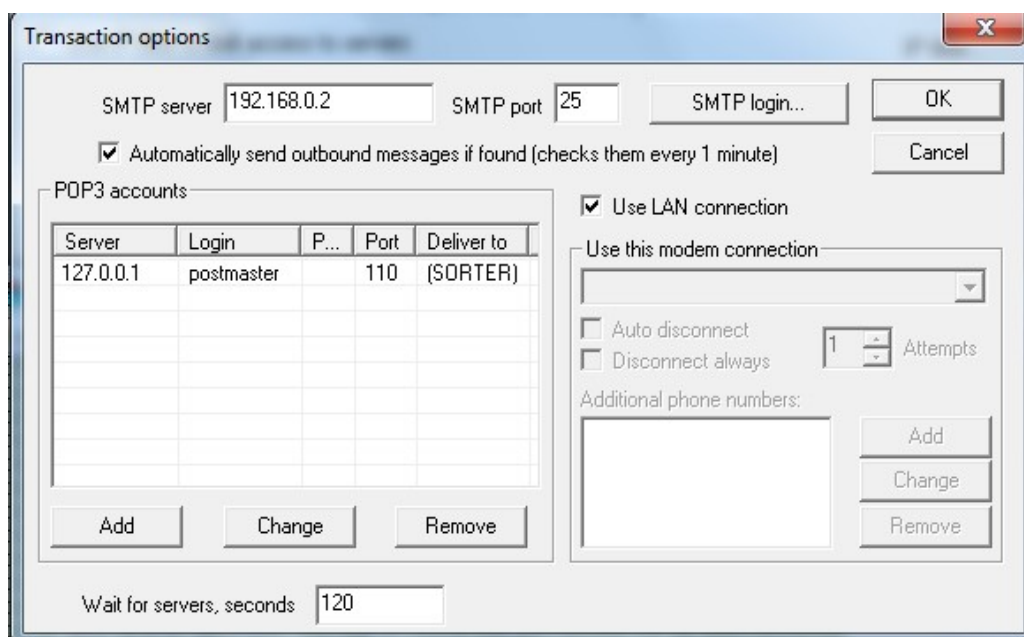 Transaction options
SMTP server 192.168.0.2 SMTP port 25 SMTP login... OK
Automatically send outbound messages if found (checks them every 1 minute) Cancel
POP3 accounts
Server Login P... Port Deliver to
127.0.0.1 postmaster 110 (SORTER)
Add Change Remove
Use LAN connection
Use this modem connection
Auto disconnect
Disconnect always
1 Attempts
Additional phone numbers:
Add
Change
Remove
Wait for servers, seconds 120